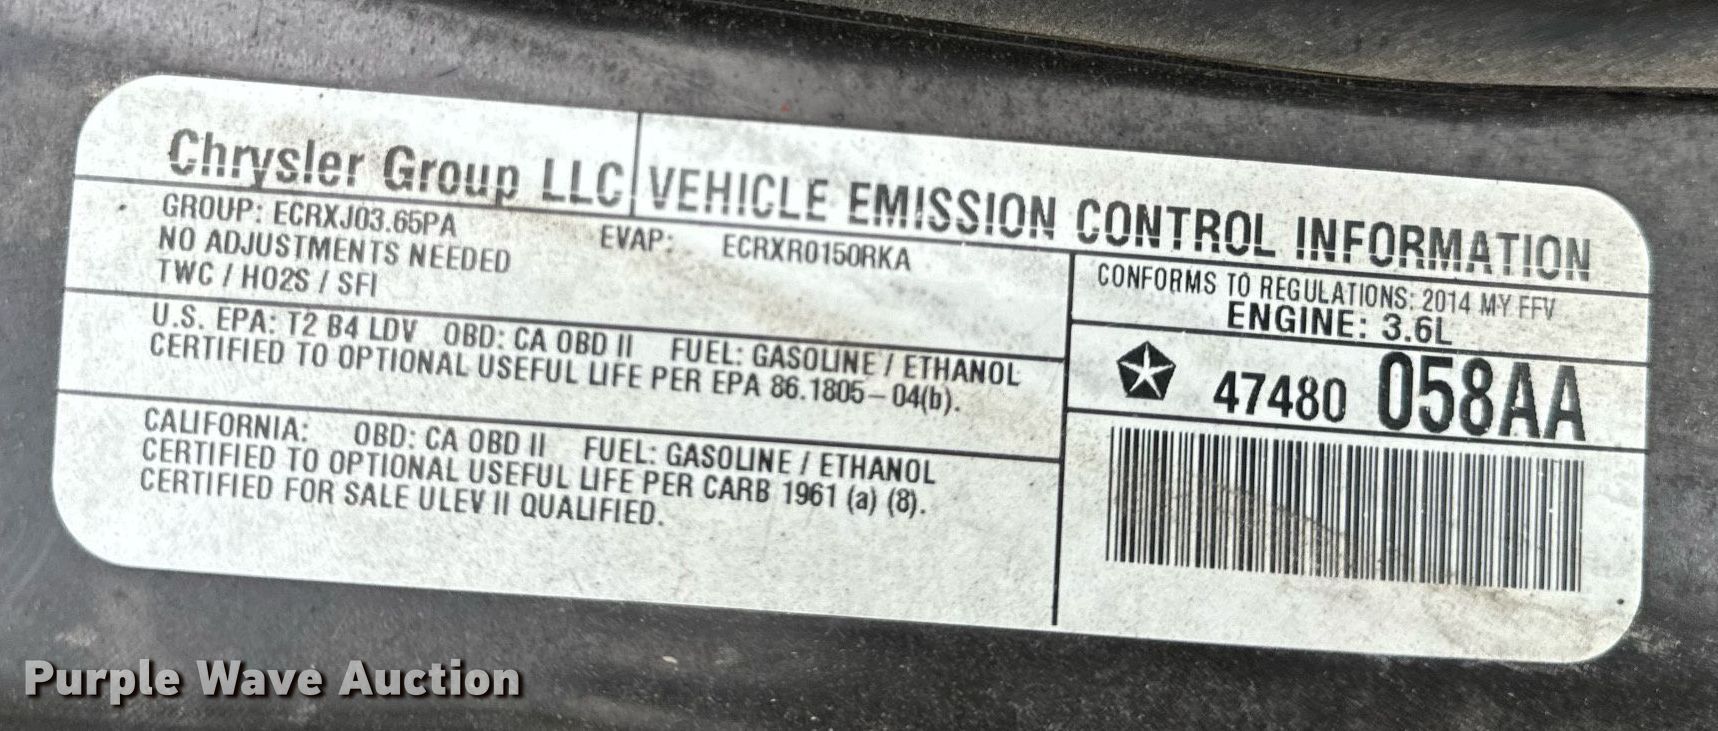 Chrysler Group LLC VEHICLE EMISSION CONTROL INFORMATION
GROUP: ECRXJ03.65PA EVAP: ECRXR0150RKA
NO ADJUSTMENTS NEEDED
TWC / HO2S / SFI
CONFORMS TO REGULATIONS: 2014 MY FFV
ENGINE: 3.6L
U.S. EPA: T2 B4 LDV OBD: CA OBD II FUEL: GASOLINE / ETHANOL
CERTIFIED TO OPTIONAL USEFUL LIFE PER EPA 86.1805-04(b).
47480 058AA
CALIFORNIA: OBD: CA OBD II FUEL: GASOLINE / ETHANOL
CERTIFIED TO OPTIONAL USEFUL LIFE PER CARB 1961 (a) (8).
CERTIFIED FOR SALE ULEV II QUALIFIED.
Purple Wave Auction